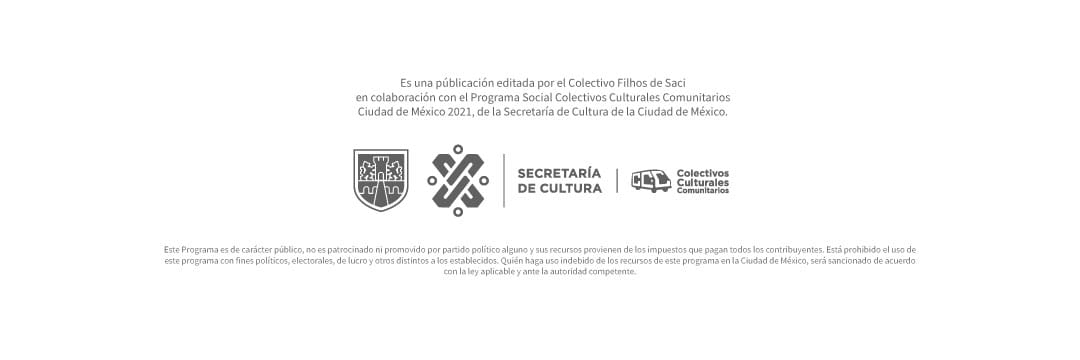 Es una públicación editada por el Colectivo Filhos de Saci
en colaboración con el Programa Social Colectivos Culturales Comunitarios
Ciudad de México 2021, de la Secretaría de Cultura de la Ciudad de México.
SECRETARÍA
DE CULTURA
Colectivos
Culturales
Comunitarios
Este Programa es de carácter público, no es patrocinado ni promovido por partido político alguno y sus recursos provienen de los impuestos que pagan todos los contribuyentes. Está prohibido el uso de
este programa con fines políticos, electorales, de lucro y otros distintos a los establecidos. Quién haga uso indebido de los recursos de este programa en la Ciudad de México, será sancionado de acuerdo
con la ley aplicable y ante la autoridad competente.